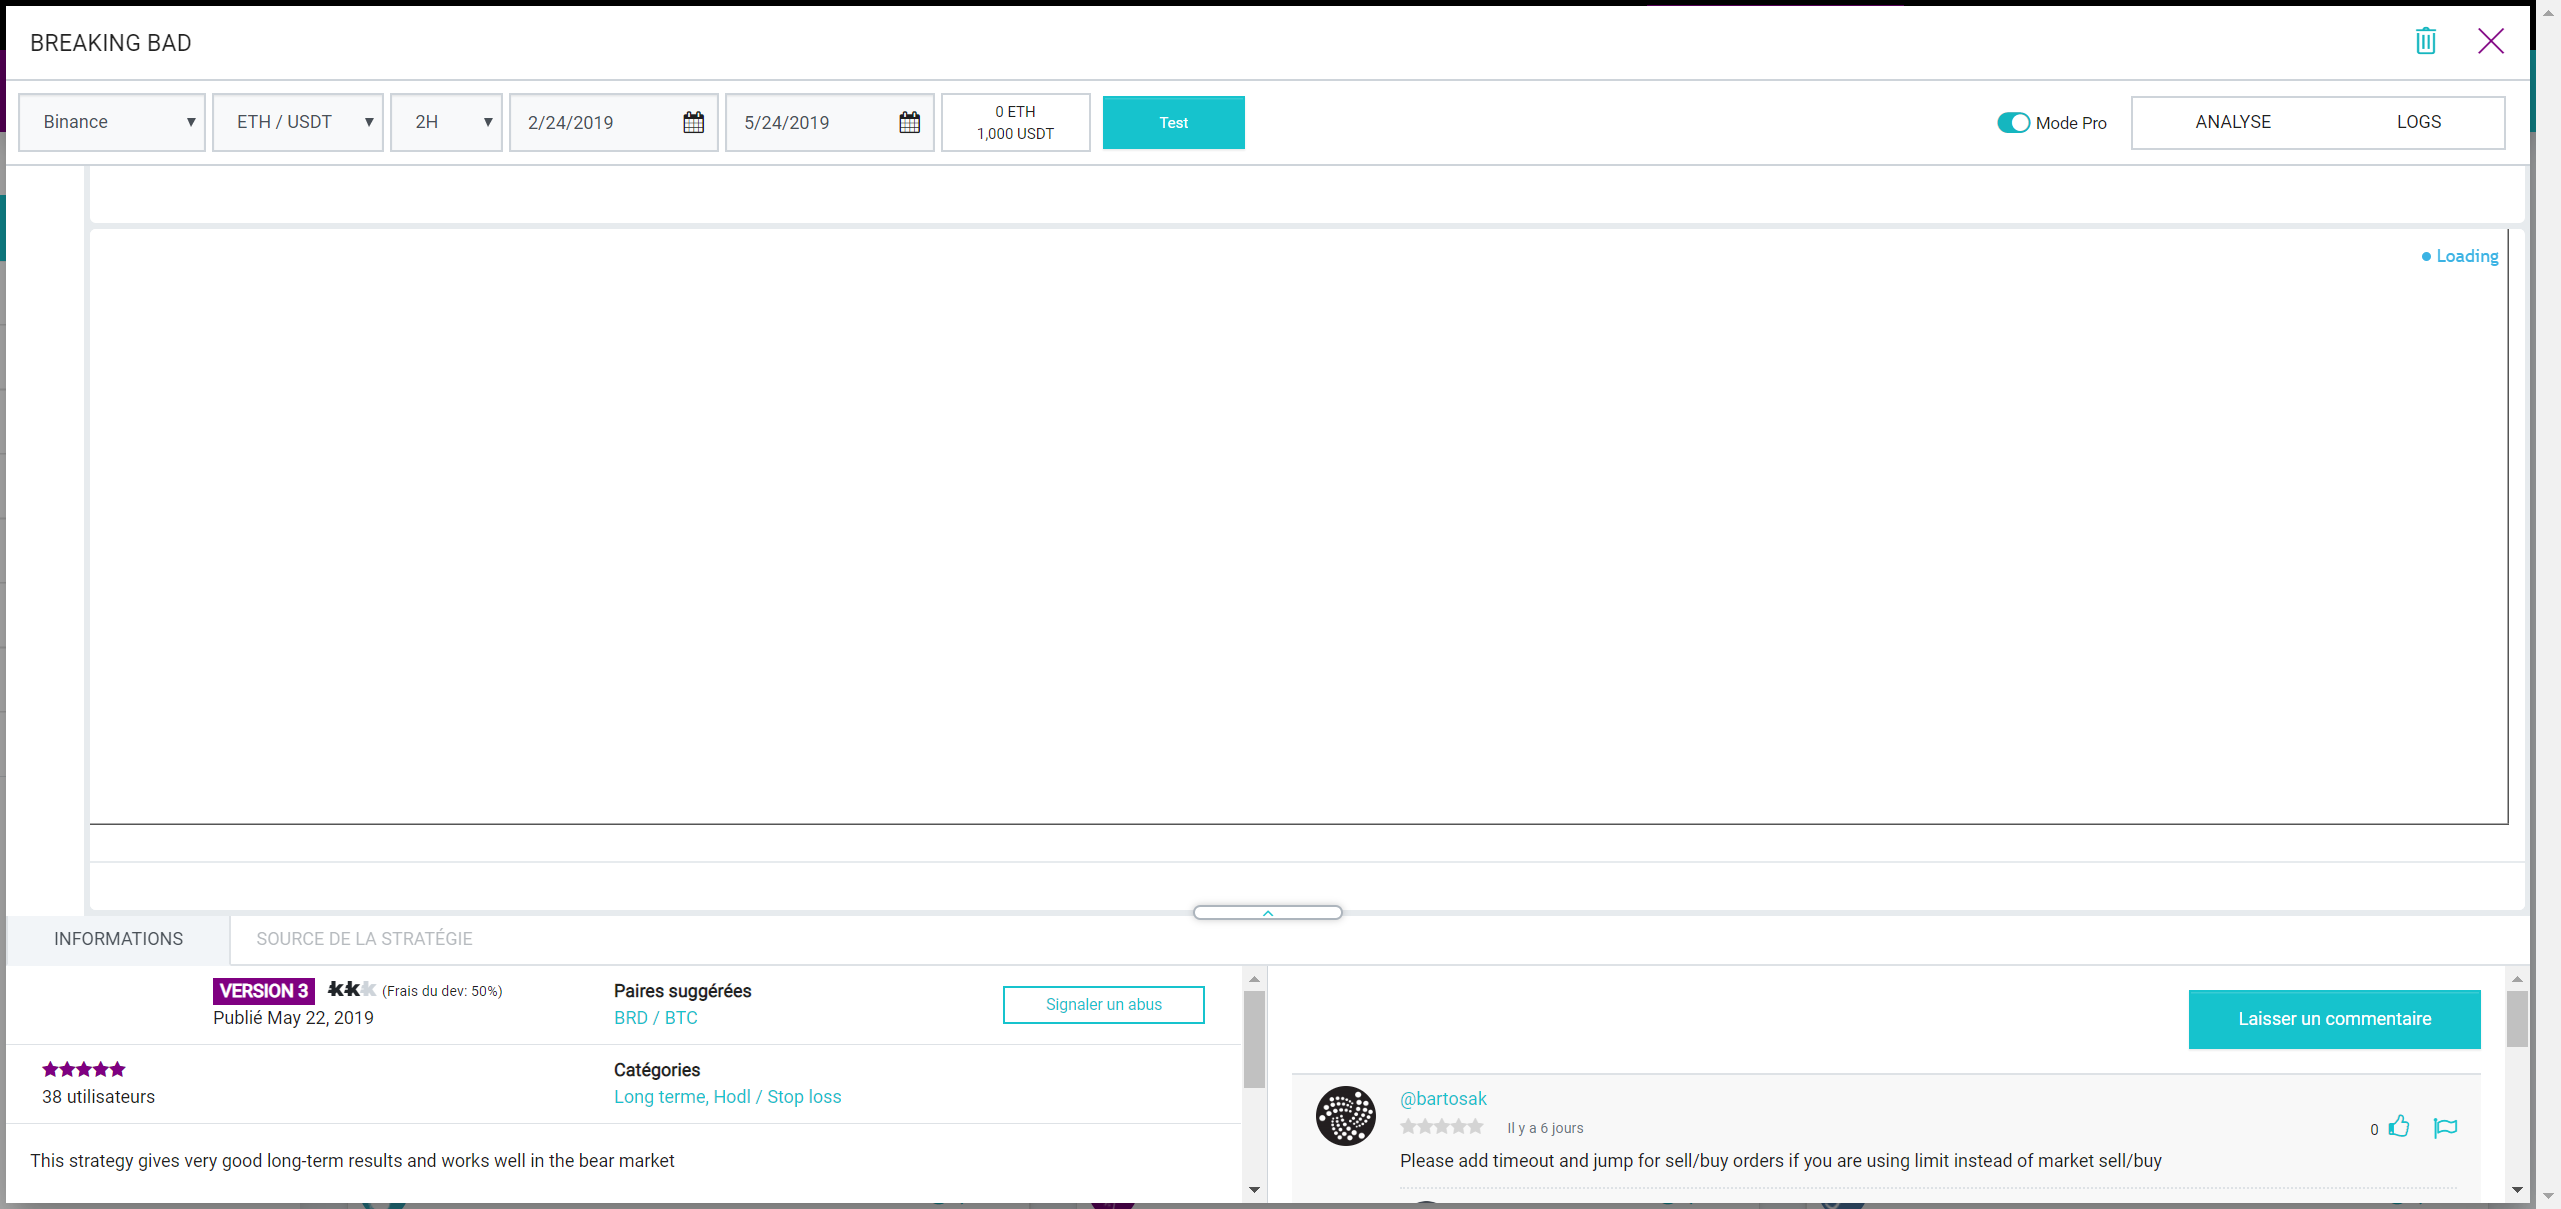 BREAKING BAD
Binance
ETH / USDT
2H
2/24/2019
5/24/2019
0 ETH
1,000 USDT
Test
Mode Pro
ANALYSE
LOGS
Loading
INFORMATIONS
SOURCE DE LA STRATÉGIE
VERSION 3
(Frais du dev: 50%)
Publié May 22, 2019
Paires suggérées
BRD / BTC
Signaler un abus
38 utilisateurs
Catégories
Long terme, Hodl / Stop loss
This strategy gives very good long-term results and works well in the bear market
Laisser un commentaire
@bartosak
Il y a 6 jours
0
Please add timeout and jump for sell/buy orders if you are using limit instead of market sell/buy